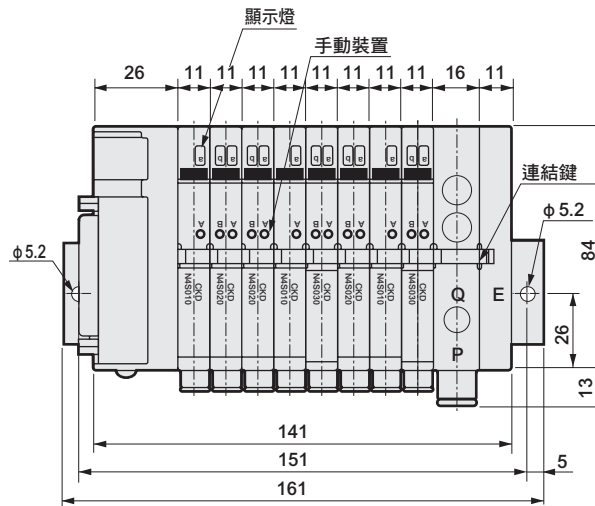 顯示燈
手動裝置
26 11 11 11 11 11 11 11 11 16 11
a b a b a a b a b a a b a
連結鍵
φ5.2
A B A B A A B A B A A B A
84
φ5.2
CKD CKD CKD CKD CKD CKD CKD CKD
N4S010 N4S020 N4S020 N4S010 N4S030 N4S020 N4S010 N4S030
Q E
26
P
13
141
151 5
161